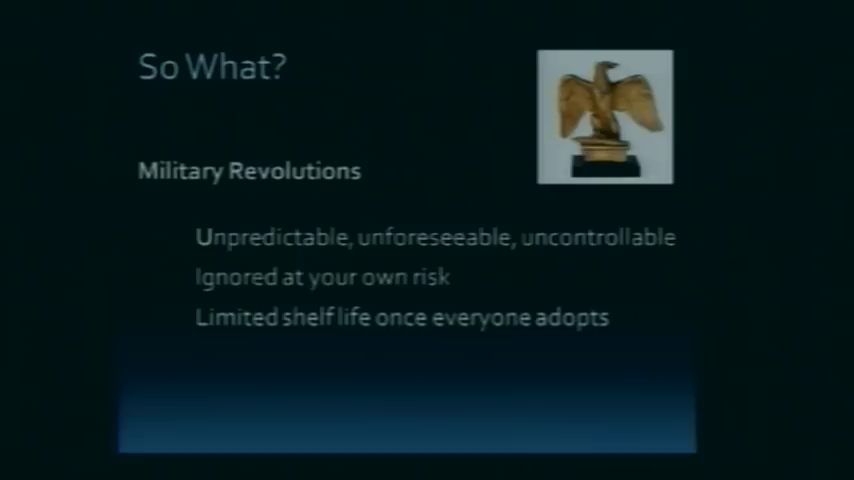 So What?
Military Revolutions
Unpredictable, unforeseeable, uncontrollable
Ignored at your own risk
Limited shelf life once everyone adopts